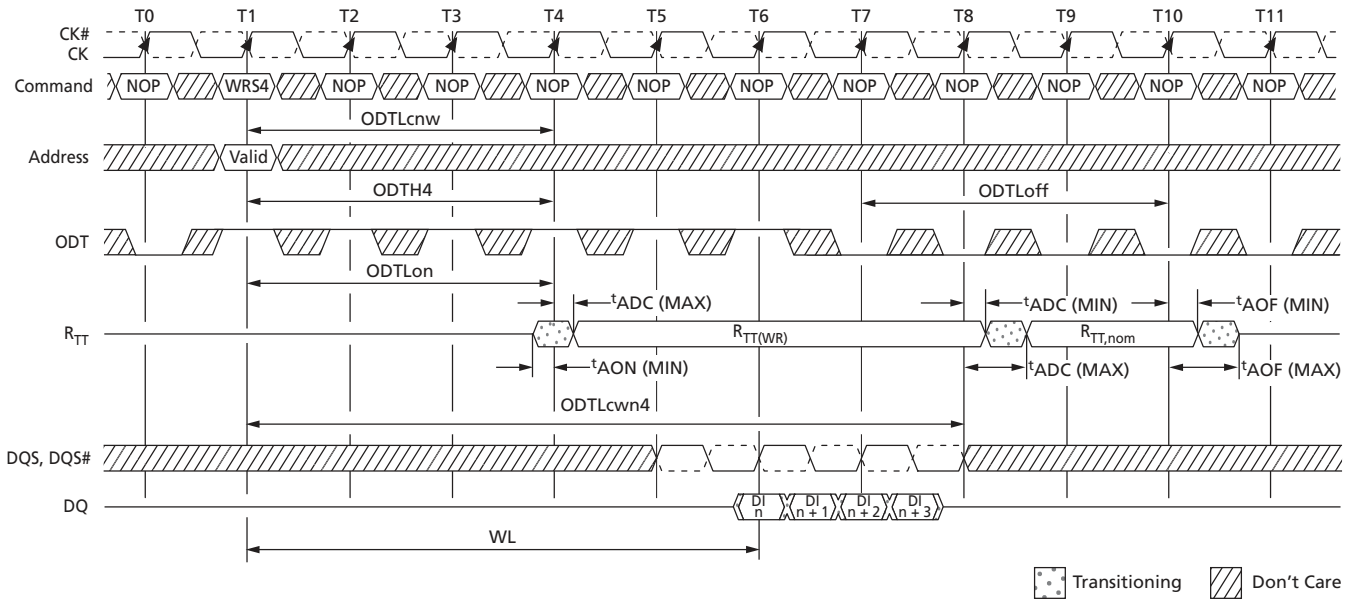 T0 T1 T2 T3 T4 T5 T6 T7 T8 T9 T10 T11
CK#
CK
Command NOP WRS4 NOP NOP NOP NOP NOP NOP NOP NOP NOP NOP
ODTLcnw
Address Valid
ODTH4 ODTLoff
ODT
ODTLon
tADC (MAX) tADC (MIN) tAOF (MIN)
RTT RTT(WR) RTT,nom
tAON (MIN) tADC (MAX) tAOF (MAX)
ODTLcwn4
DQS, DQS#
DQ DI n DI n + 1 DI n + 2 DI n + 3
WL
Transitioning Don't Care